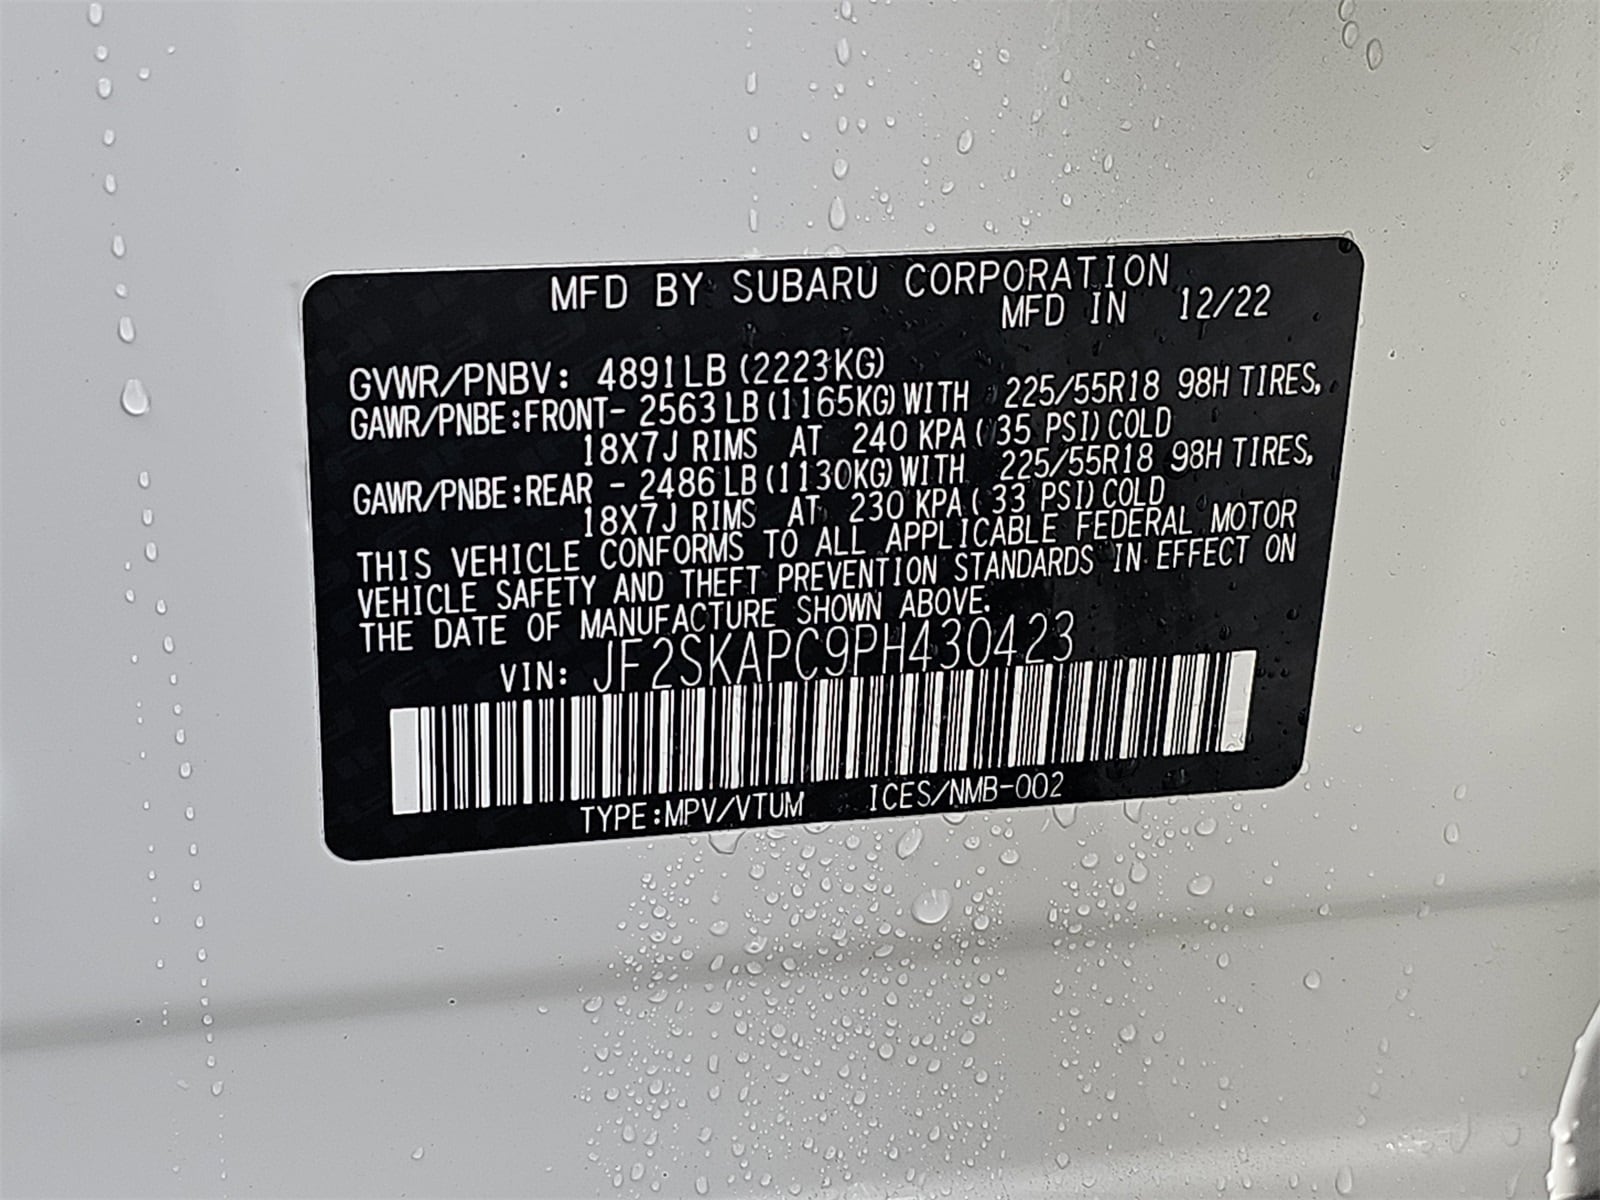 MFD BY SUBARU CORPORATION
MFD IN 12/22
GVWR/PNBV: 4891LB (2223KG)
GAWR/PNBE:FRONT- 2563 LB (1165KG) WITH 225/55R18 98H TIRES,
18X7J RIMS AT 240 KPA ( 35 PSI) COLD
GAWR/PNBE:REAR - 2486 LB (1130KG) WITH 225/55R18 98H TIRES,
18X7J RIMS AT 230 KPA ( 33 PSI) COLD
THIS VEHICLE CONFORMS TO ALL APPLICABLE FEDERAL MOTOR
VEHICLE SAFETY AND THEFT PREVENTION STANDARDS IN EFFECT ON
THE DATE OF MANUFACTURE SHOWN ABOVE.
VIN: JF2SKAPC9PH430423
TYPE:MPV/VTUM ICES/NMB-002